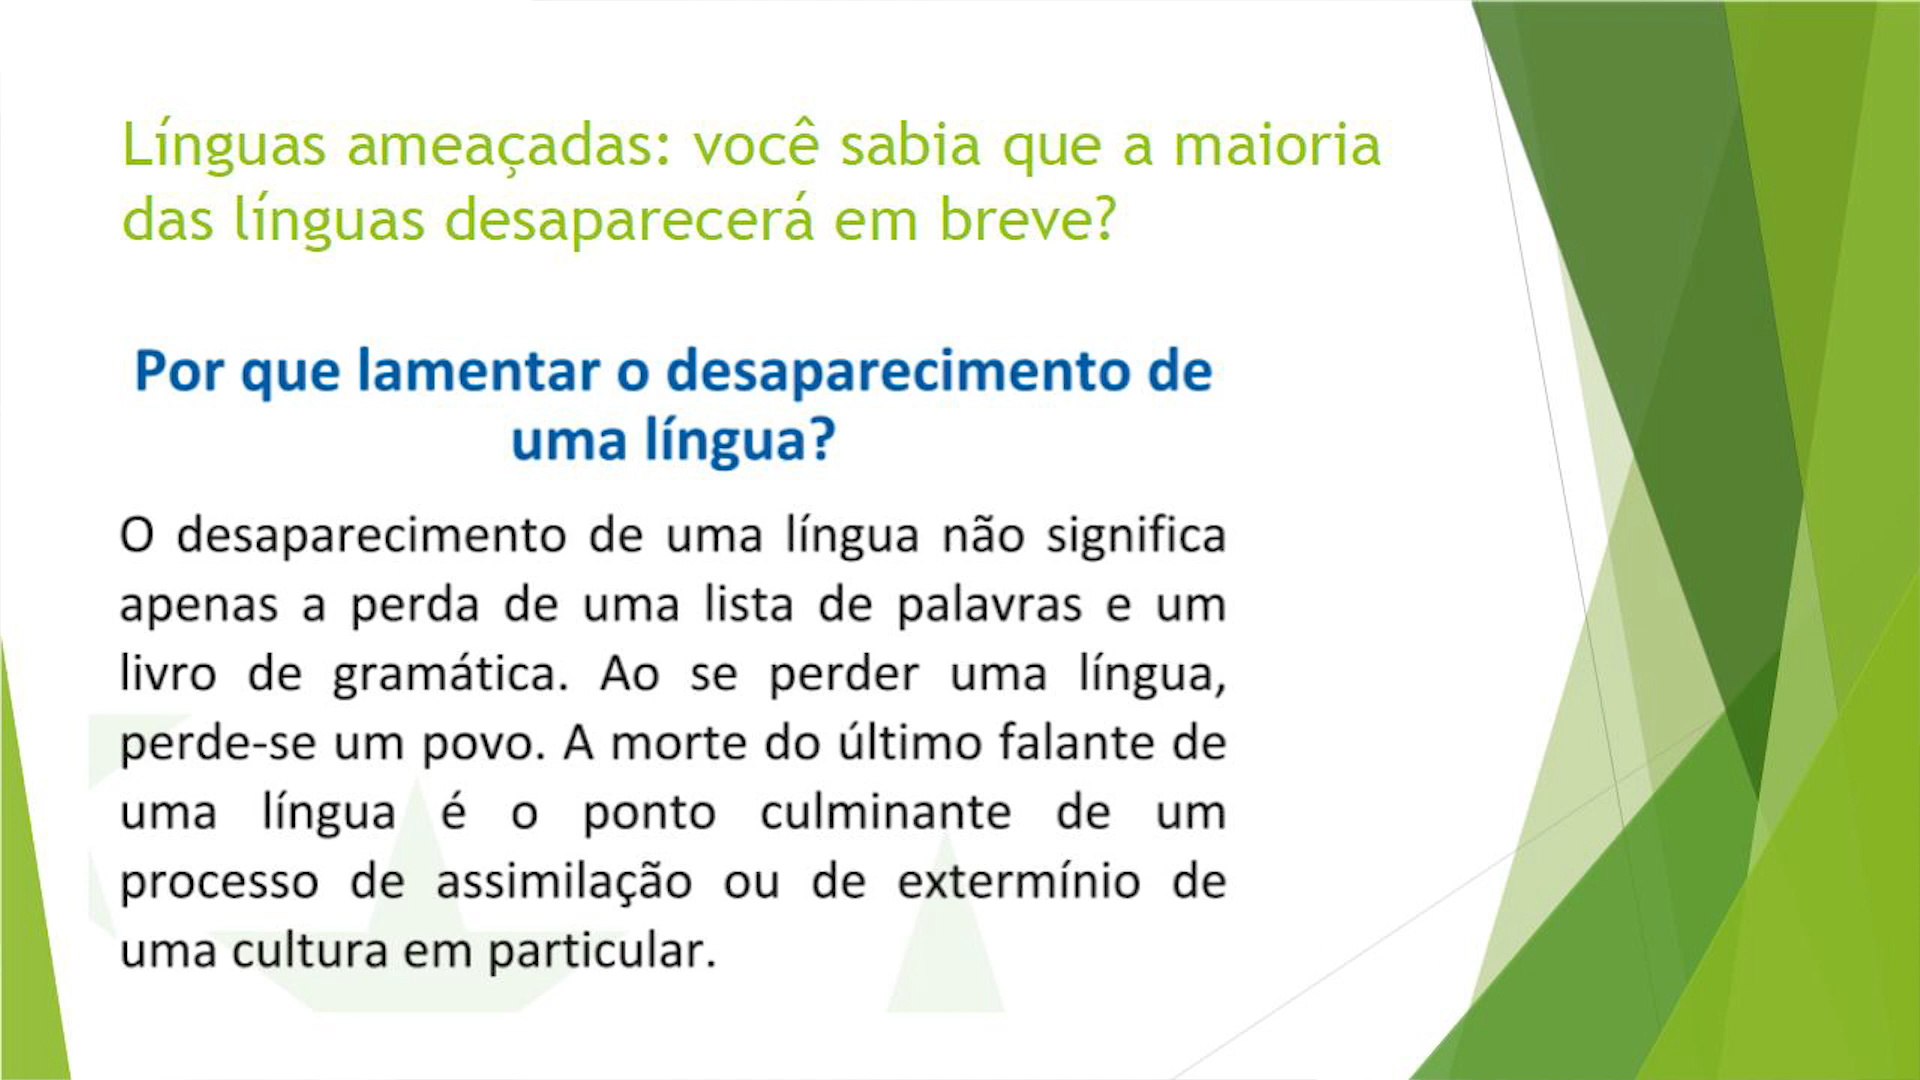 Línguas ameaçadas: você sabia que a maioria
das línguas desaparecerá em breve?
Por que lamentar o desaparecimento de
uma língua?
O desaparecimento de uma língua não significa
apenas a perda de uma lista de palavras e um
livro de gramática. Ao se perder uma língua,
perde-se um povo. A morte do último falante de
uma língua é o ponto culminante de um
processo de assimilação ou de extermínio de
uma cultura em particular.